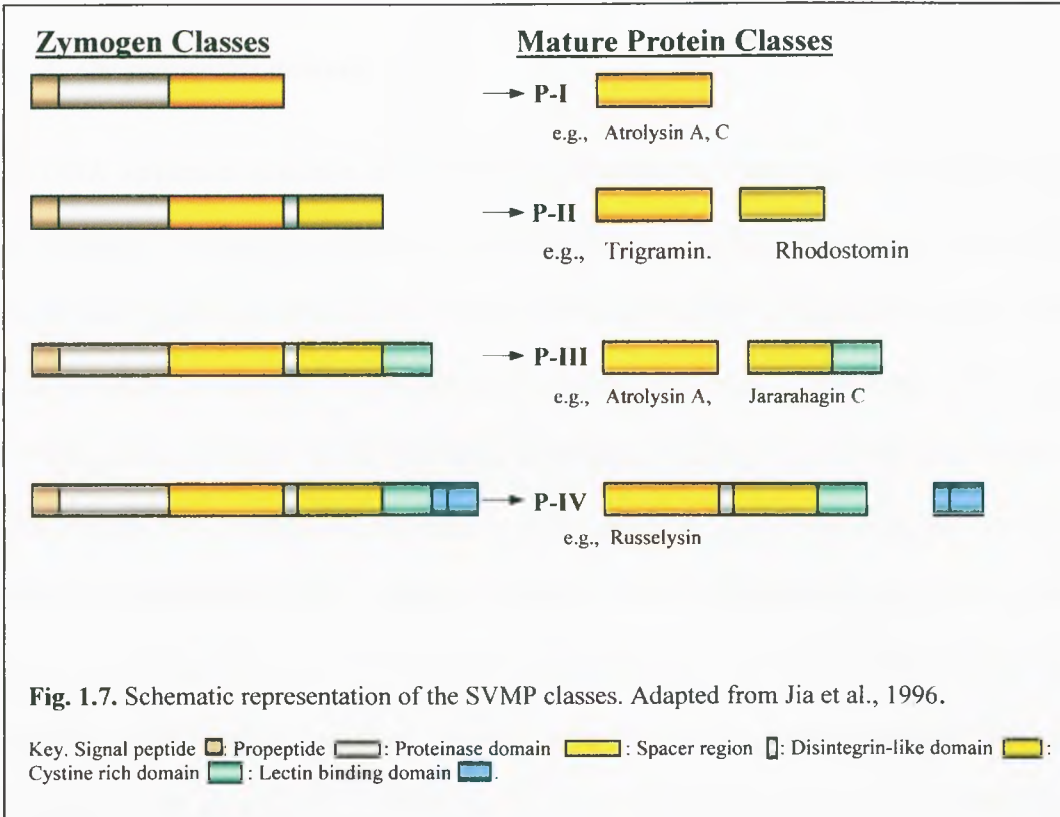 Zymogen Classes
Mature Protein Classes
P-I
e.g., Atrolysin A, C
P-II
e.g., Trigramin. Rhodostomin
P-III
e.g., Atrolysin A, Jararahagin C
P-IV
e.g., Russelysin
Fig. 1.7. Schematic representation of the SVMP classes. Adapted from Jia et al., 1996.
Key. Signal peptide : Propeptide : Proteinase domain : Spacer region : Disintegrin-like domain :
Cystine rich domain : Lectin binding domain .